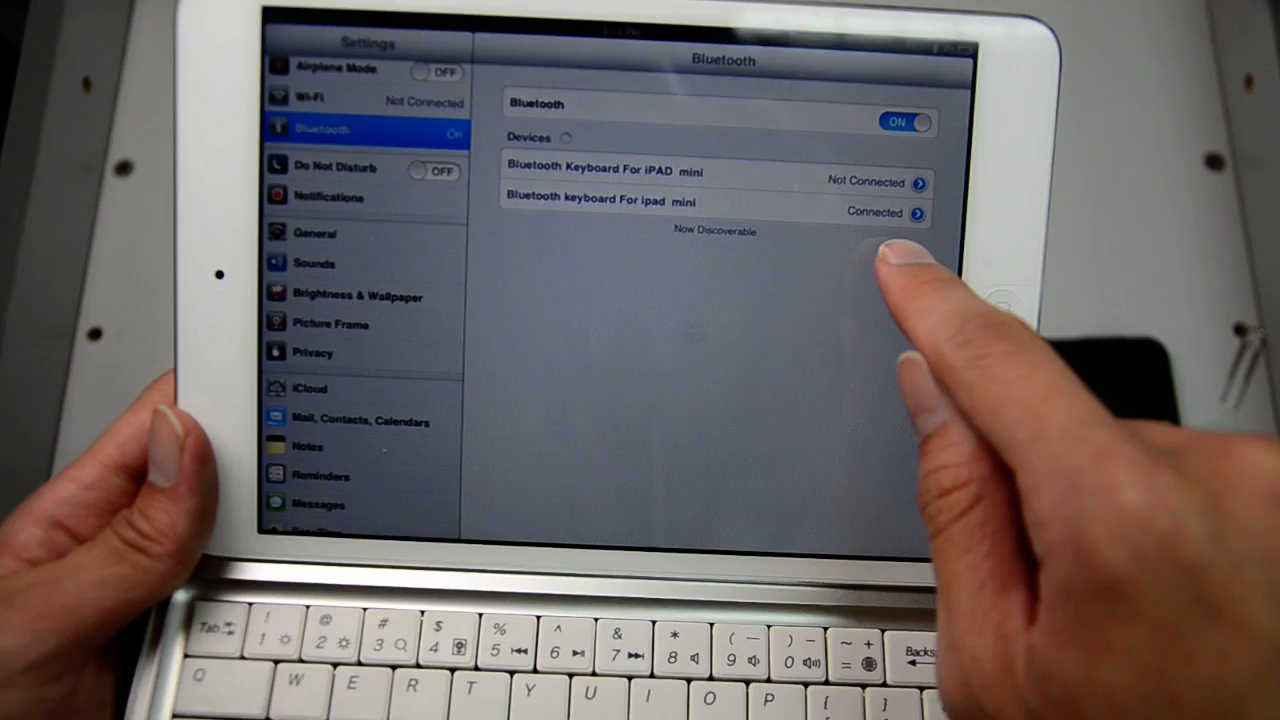 Settings
Airplane Mode OFF
Wi-Fi Not Connected
Bluetooth On
Do Not Disturb OFF
Notifications
General
Sounds
Brightness & Wallpaper
Picture Frame
Privacy
iCloud
Mail, Contacts, Calendars
Notes
Reminders
Messages
Bluetooth
Bluetooth ON
Devices
Bluetooth Keyboard For iPAD mini Not Connected
Bluetooth keyboard For ipad mini Connected
Now Discoverable
Tab ! @ # $ % ^ & * ( — ) – ~ +
1 2 3 4 5 6 7 8 9 0 = Backs
Q W E R T Y U I O P { }
[